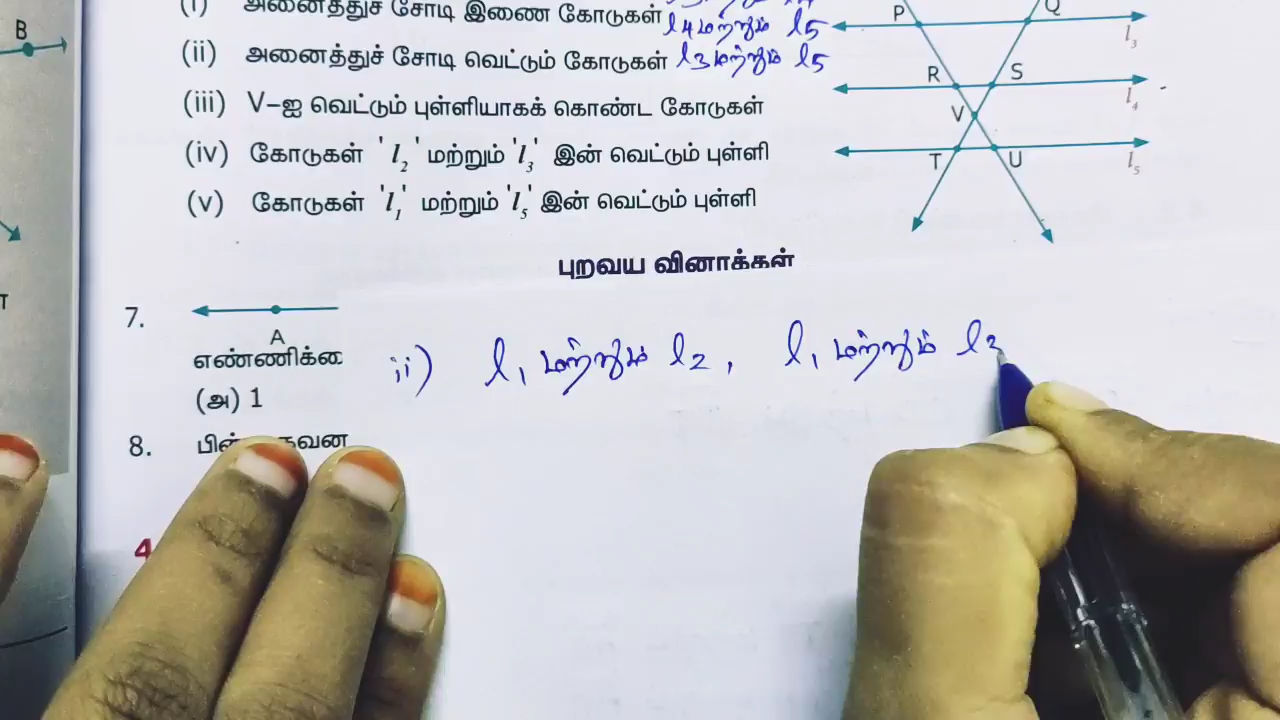 B
(i) அனைத்துச் சோடி இணை கோடுகள்
l4 மற்றும் l5
(ii) அனைத்துச் சோடி வெட்டும் கோடுகள் l3 மற்றும் l5
(iii) V-ஐ வெட்டும் புள்ளியாகக் கொண்ட கோடுகள்
(iv) கோடுகள் 'l2' மற்றும் 'l3' இன் வெட்டும் புள்ளி
(v) கோடுகள் 'l1' மற்றும் 'l5' இன் வெட்டும் புள்ளி
P Q l3
R S l4
V
T U l5
புறவய வினாக்கள்
7.
A
எண்ணிக்கை
(அ) 1
ii) l1 மற்றும் l2, l1 மற்றும் l3
8.
4